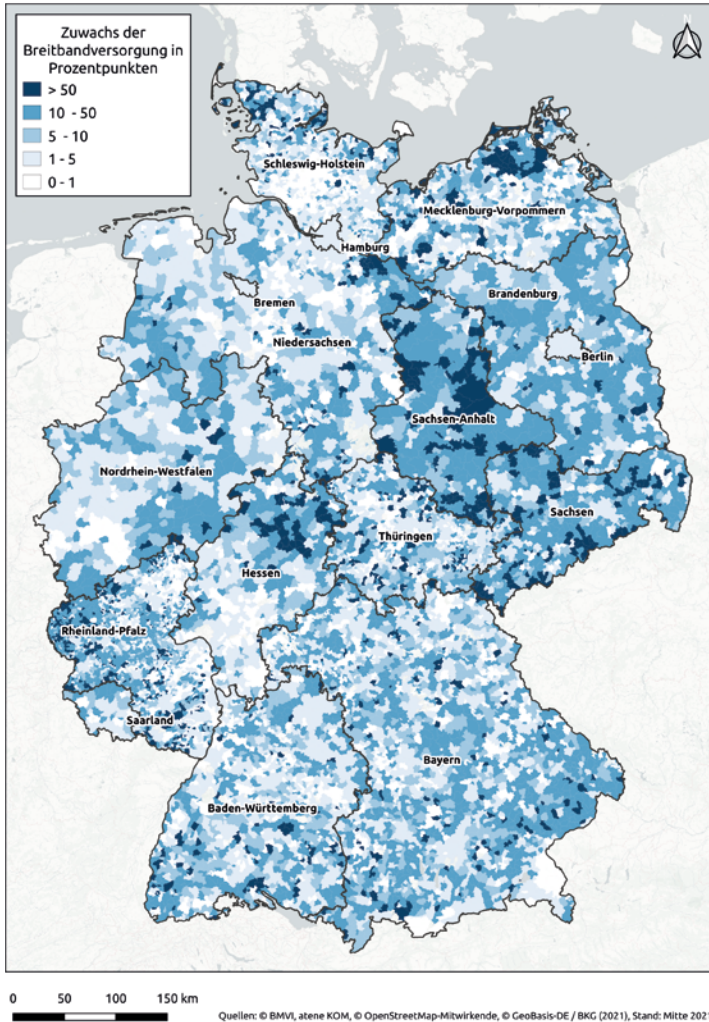 Zuwachs der
Breitbandversorgung in
Prozentpunkten
> 50
10 - 50
5 - 10
1 - 5
0 - 1
N
Schleswig-Holstein
Mecklenburg-Vorpommern
Hamburg
Brandenburg
Bremen
Niedersachsen
Berlin
Sachsen-Anhalt
Nordrhein-Westfalen
Sachsen
Thüringen
Hessen
Rheinland-Pfalz
Saarland
Bayern
Baden-Württemberg
0 50 100 150 km
Quellen: © BMVI, atene KOM, © OpenStreetMap-Mitwirkende, © GeoBasis-DE / BKG (2021), Stand: Mitte 2021